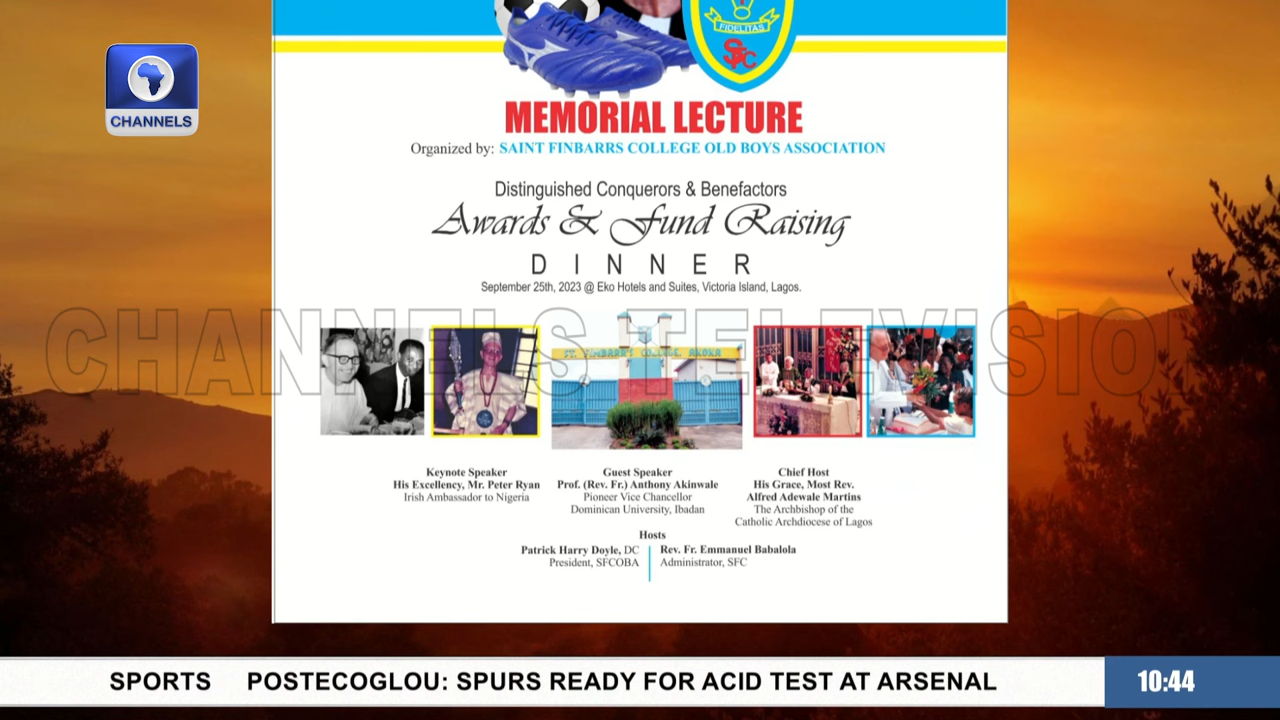 FIDELITAS
SFC
CHANNELS
MEMORIAL LECTURE
Organized by: SAINT FINBARRS COLLEGE OLD BOYS ASSOCIATION
Distinguished Conquerors & Benefactors
Awards & Fund Raising
DINNER
September 25th, 2023 @ Eko Hotels and Suites, Victoria Island, Lagos.
CHANNELS TELEVISIO
ST. FINBARR'S COLLEGE, AKOKA
Keynote Speaker
His Excellency, Mr. Peter Ryan
Irish Ambassador to Nigeria
Guest Speaker
Prof. (Rev. Fr.) Anthony Akinwale
Pioneer Vice Chancellor
Dominican University, Ibadan
Chief Host
His Grace, Most Rev.
Alfred Adewale Martins
The Archbishop of the
Catholic Archdiocese of Lagos
Hosts
Patrick Harry Doyle, DC
President, SFCOBA
Rev. Fr. Emmanuel Babalola
Administrator, SFC
SPORTS POSTECOGLOU: SPURS READY FOR ACID TEST AT ARSENAL
10:44